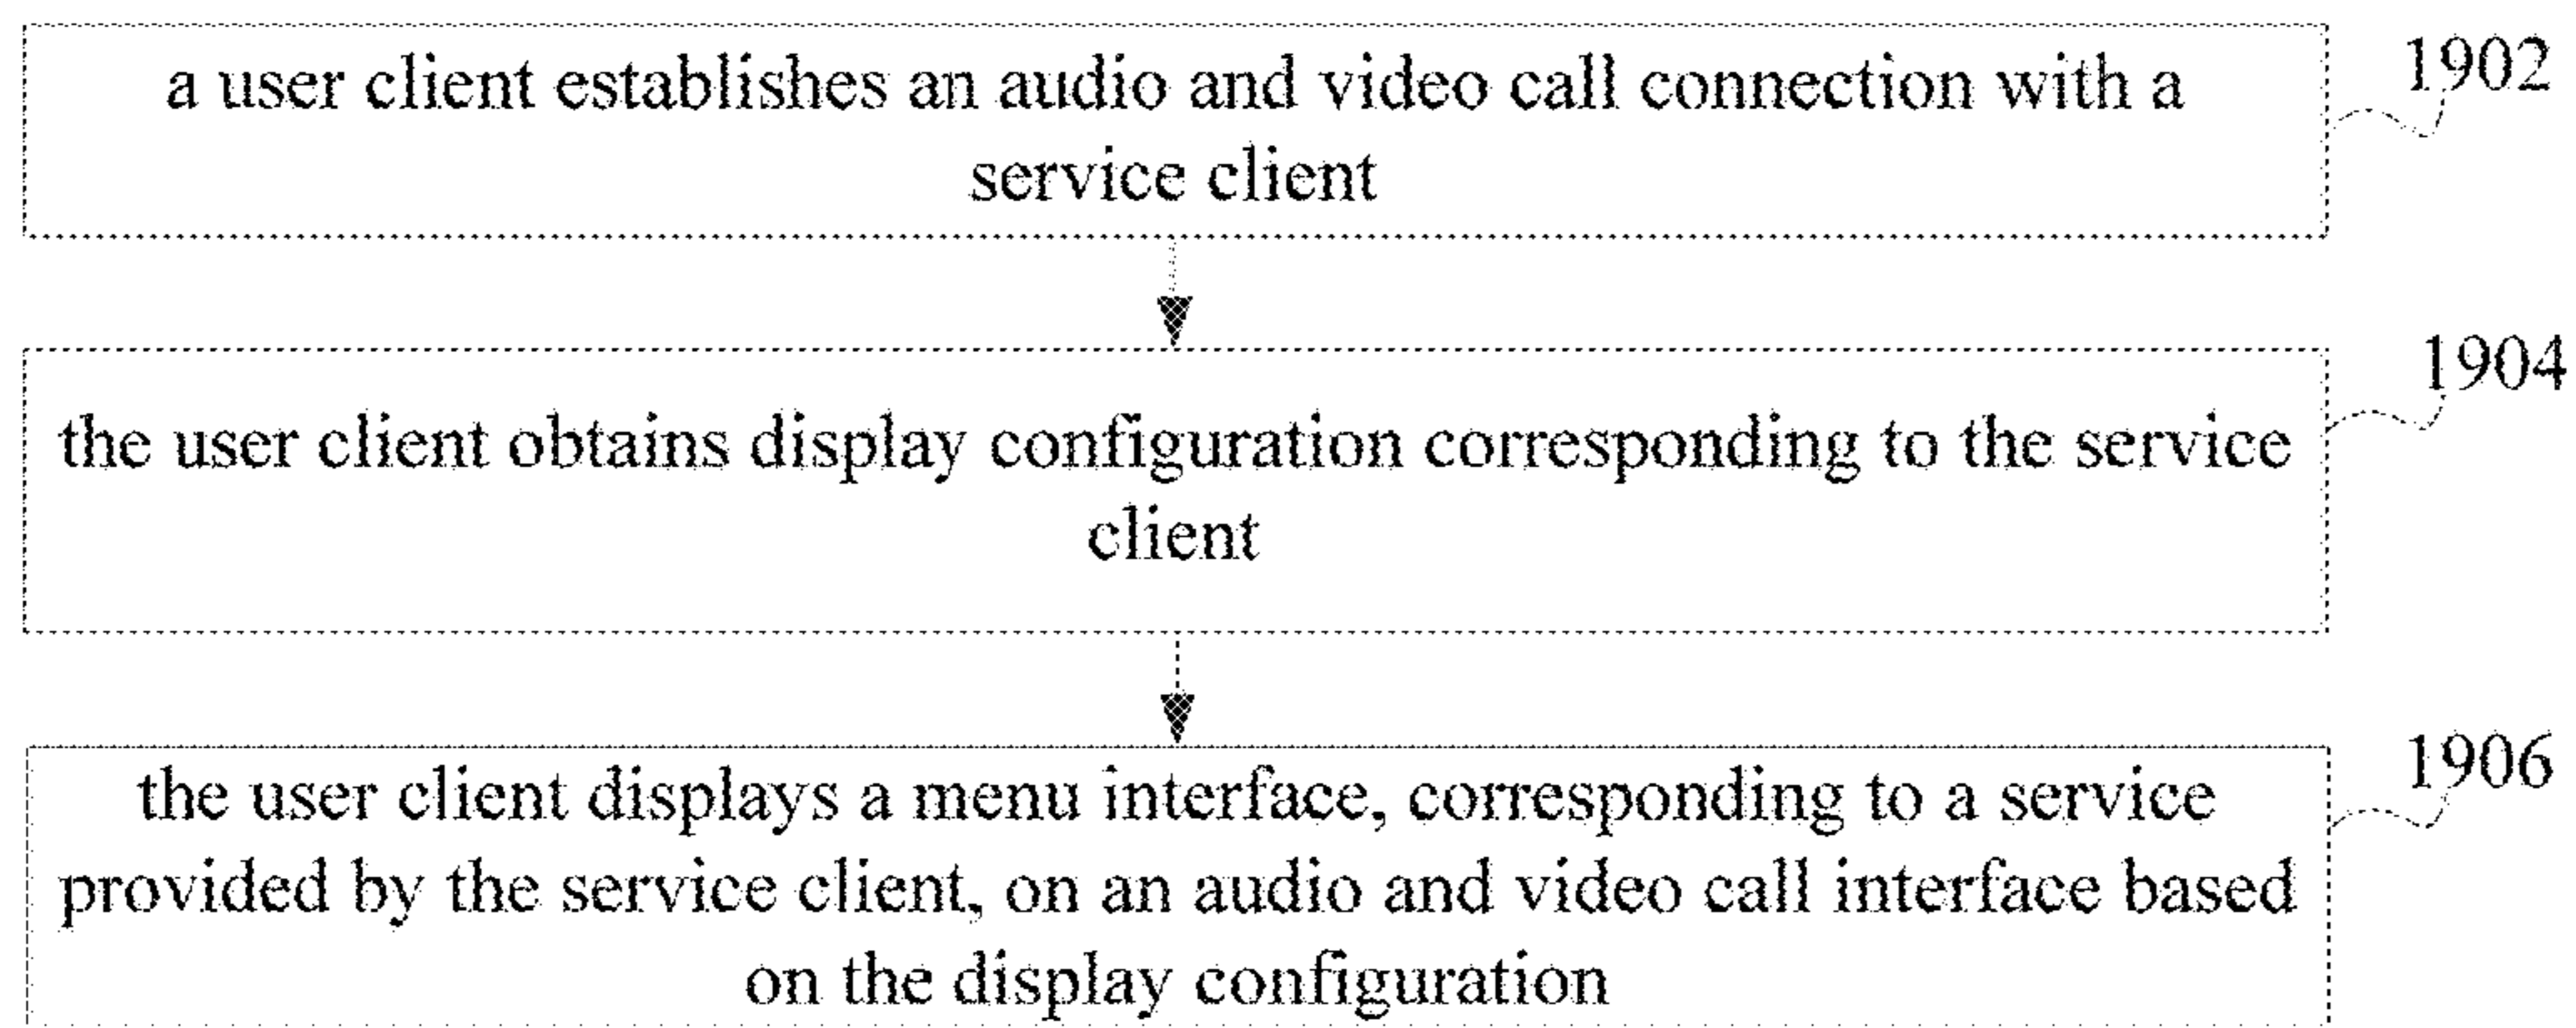 a user client establishes an audio and video call connection with a
service client
1902
the user client obtains display configuration corresponding to the service
client
1904
the user client displays a menu interface, corresponding to a service
provided by the service client, on an audio and video call interface based
on the display configuration
1906